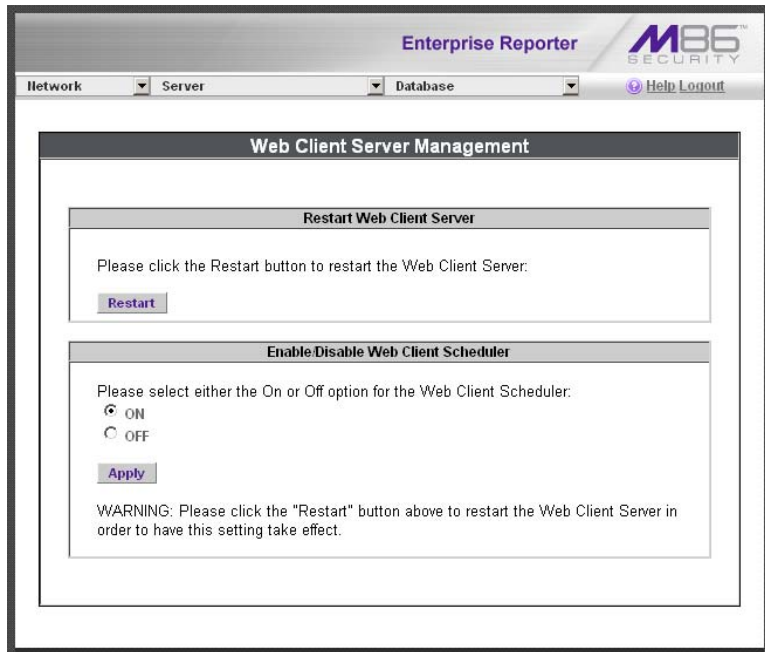 Enterprise Reporter
M86
SECURITY
Network
Server
Database
Help Logout
Web Client Server Management
Restart Web Client Server
Please click the Restart button to restart the Web Client Server:
Restart
Enable/Disable Web Client Scheduler
Please select either the On or Off option for the Web Client Scheduler:
ON
OFF
Apply
WARNING: Please click the "Restart" button above to restart the Web Client Server in
order to have this setting take effect.